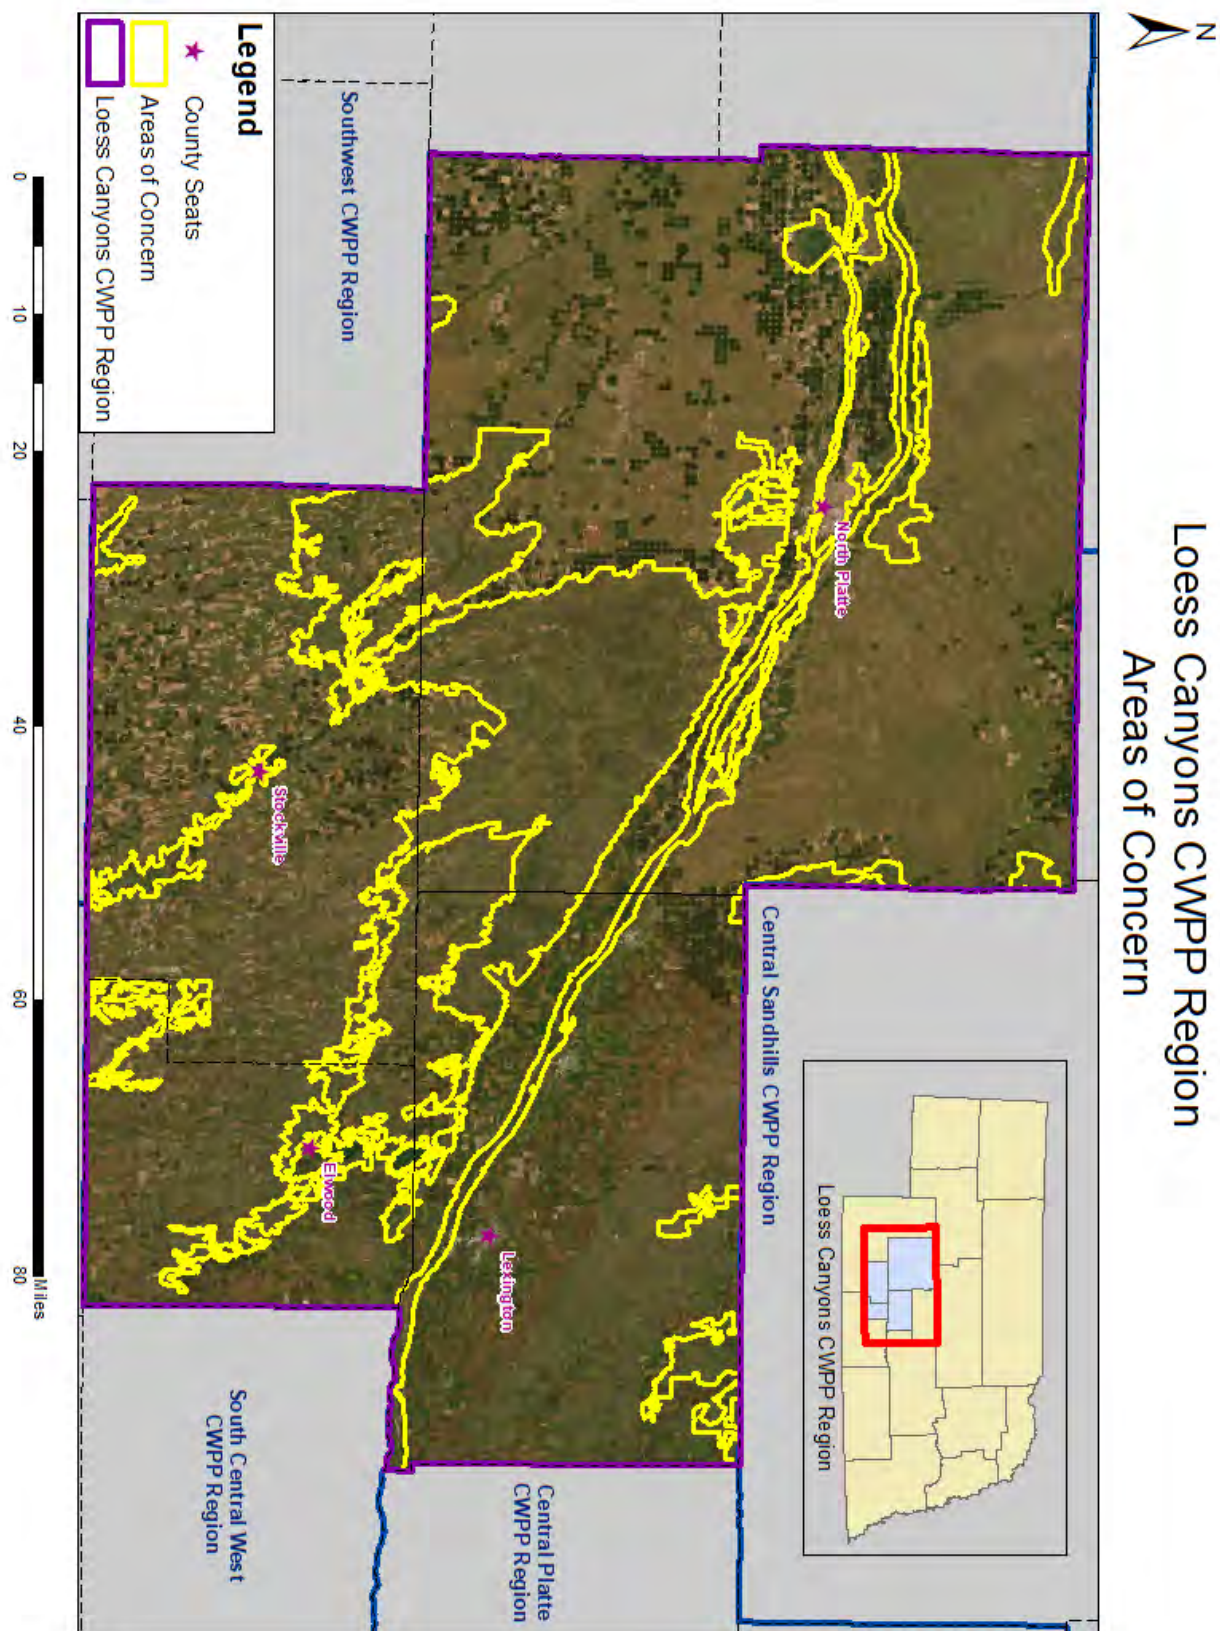 Loess Canyons CWPP Region
Areas of Concern
N
Central Sandhills CWPP Region
Loess Canyons CWPP Region
North Platte
Lexington
Central Platte
CWPP Region
Southwest CWPP Region
Stockville
Elwood
South Central West
CWPP Region
Legend
County Seats
Areas of Concern
Loess Canyons CWPP Region
0 10 20 40 60 80
Miles